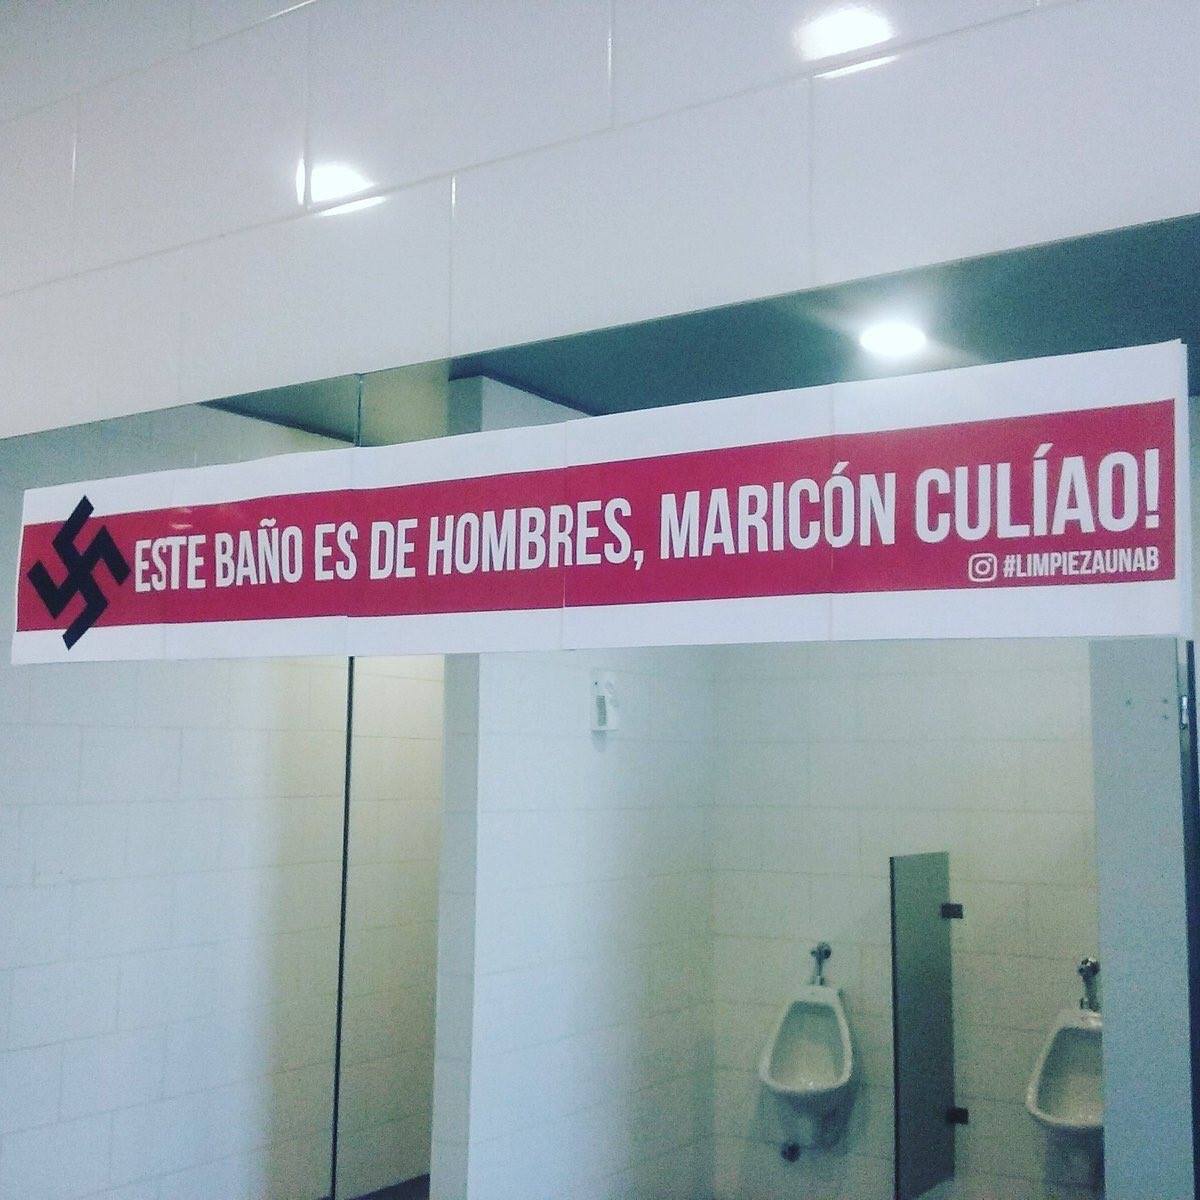 ESTE BAÑO ES DE HOMBRES, MARICÓN CULÍAO!
#LIMPIEZAUNAB